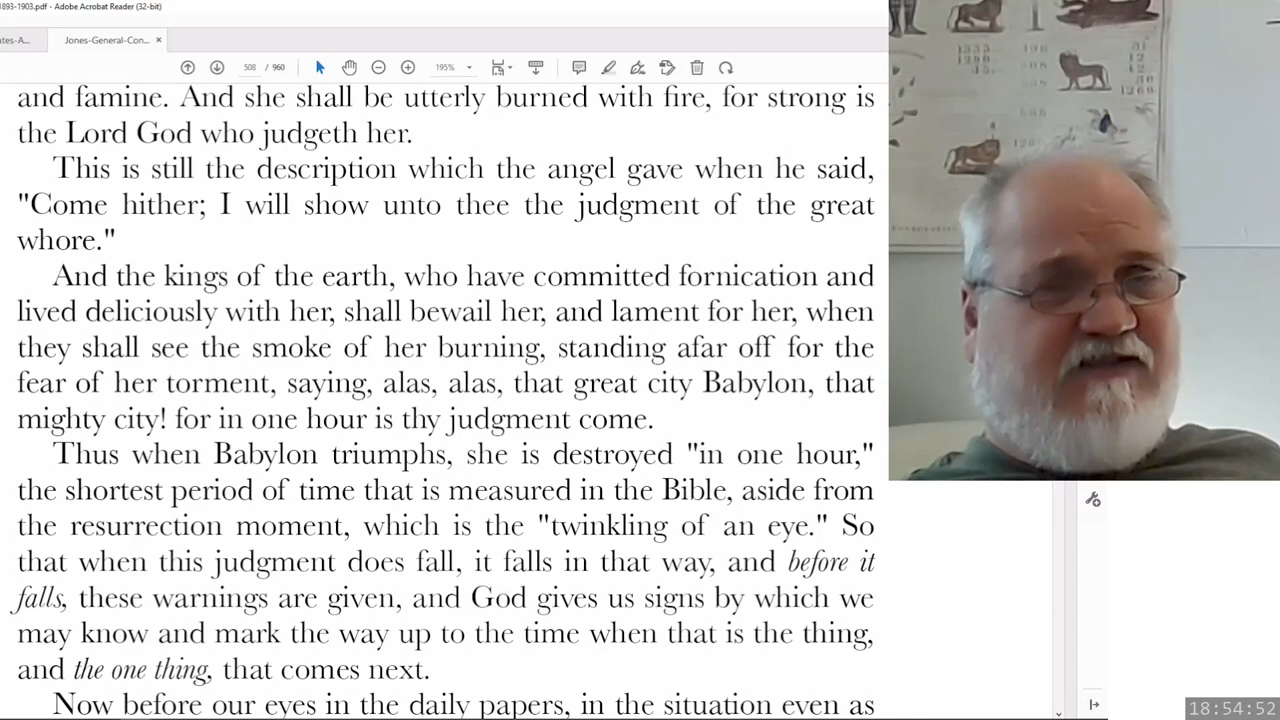 1893-1903.pdf - Adobe Acrobat Reader (32-bit)
tes-A...
Jones-General-Con...
508 / 960
195%
and famine. And she shall be utterly burned with fire, for strong is
the Lord God who judgeth her.
This is still the description which the angel gave when he said,
"Come hither; I will show unto thee the judgment of the great
whore."
And the kings of the earth, who have committed fornication and
lived deliciously with her, shall bewail her, and lament for her, when
they shall see the smoke of her burning, standing afar off for the
fear of her torment, saying, alas, alas, that great city Babylon, that
mighty city! for in one hour is thy judgment come.
Thus when Babylon triumphs, she is destroyed "in one hour,"
the shortest period of time that is measured in the Bible, aside from
the resurrection moment, which is the "twinkling of an eye." So
that when this judgment does fall, it falls in that way, and before it
falls, these warnings are given, and God gives us signs by which we
may know and mark the way up to the time when that is the thing,
and the one thing, that comes next.
Now before our eyes in the daily papers, in the situation even as
18:54:52